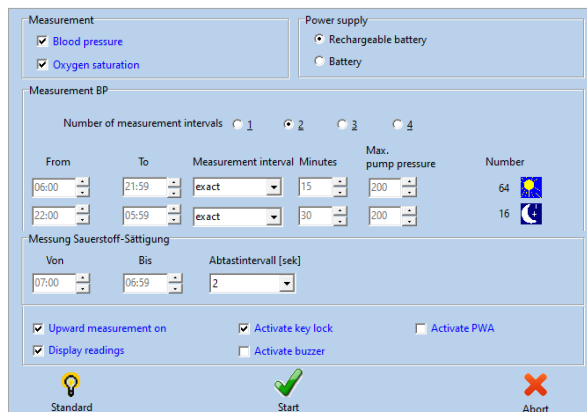 Measurement
Blood pressure
Oxygen saturation
Power supply
Rechargeable battery
Battery
Measurement BP
Number of measurement intervals 1 2 3 4
From To Measurement interval Minutes Max. pump pressure Number
06:00 21:59 exact 15 200 64
22:00 05:59 exact 30 200 16
Messung Sauerstoff-Sättigung
Von Bis Abtastintervall [sek]
07:00 06:59 2
Upward measurement on Activate key lock Activate PWA
Display readings Activate buzzer
Standard Start Abort